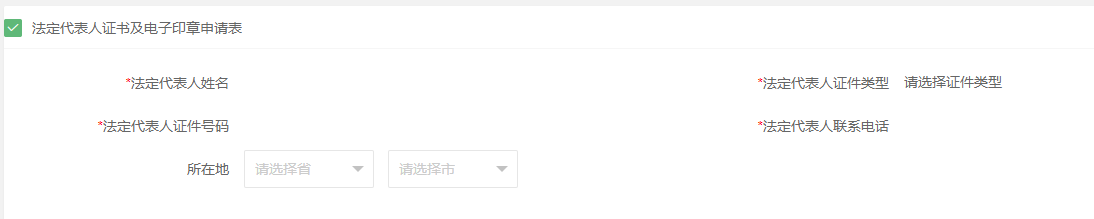 法定代表人证书及电子印章申请表
*法定代表人姓名 *法定代表人证件类型 请选择证件类型
*法定代表人证件号码 *法定代表人联系电话
所在地 请选择省 请选择市